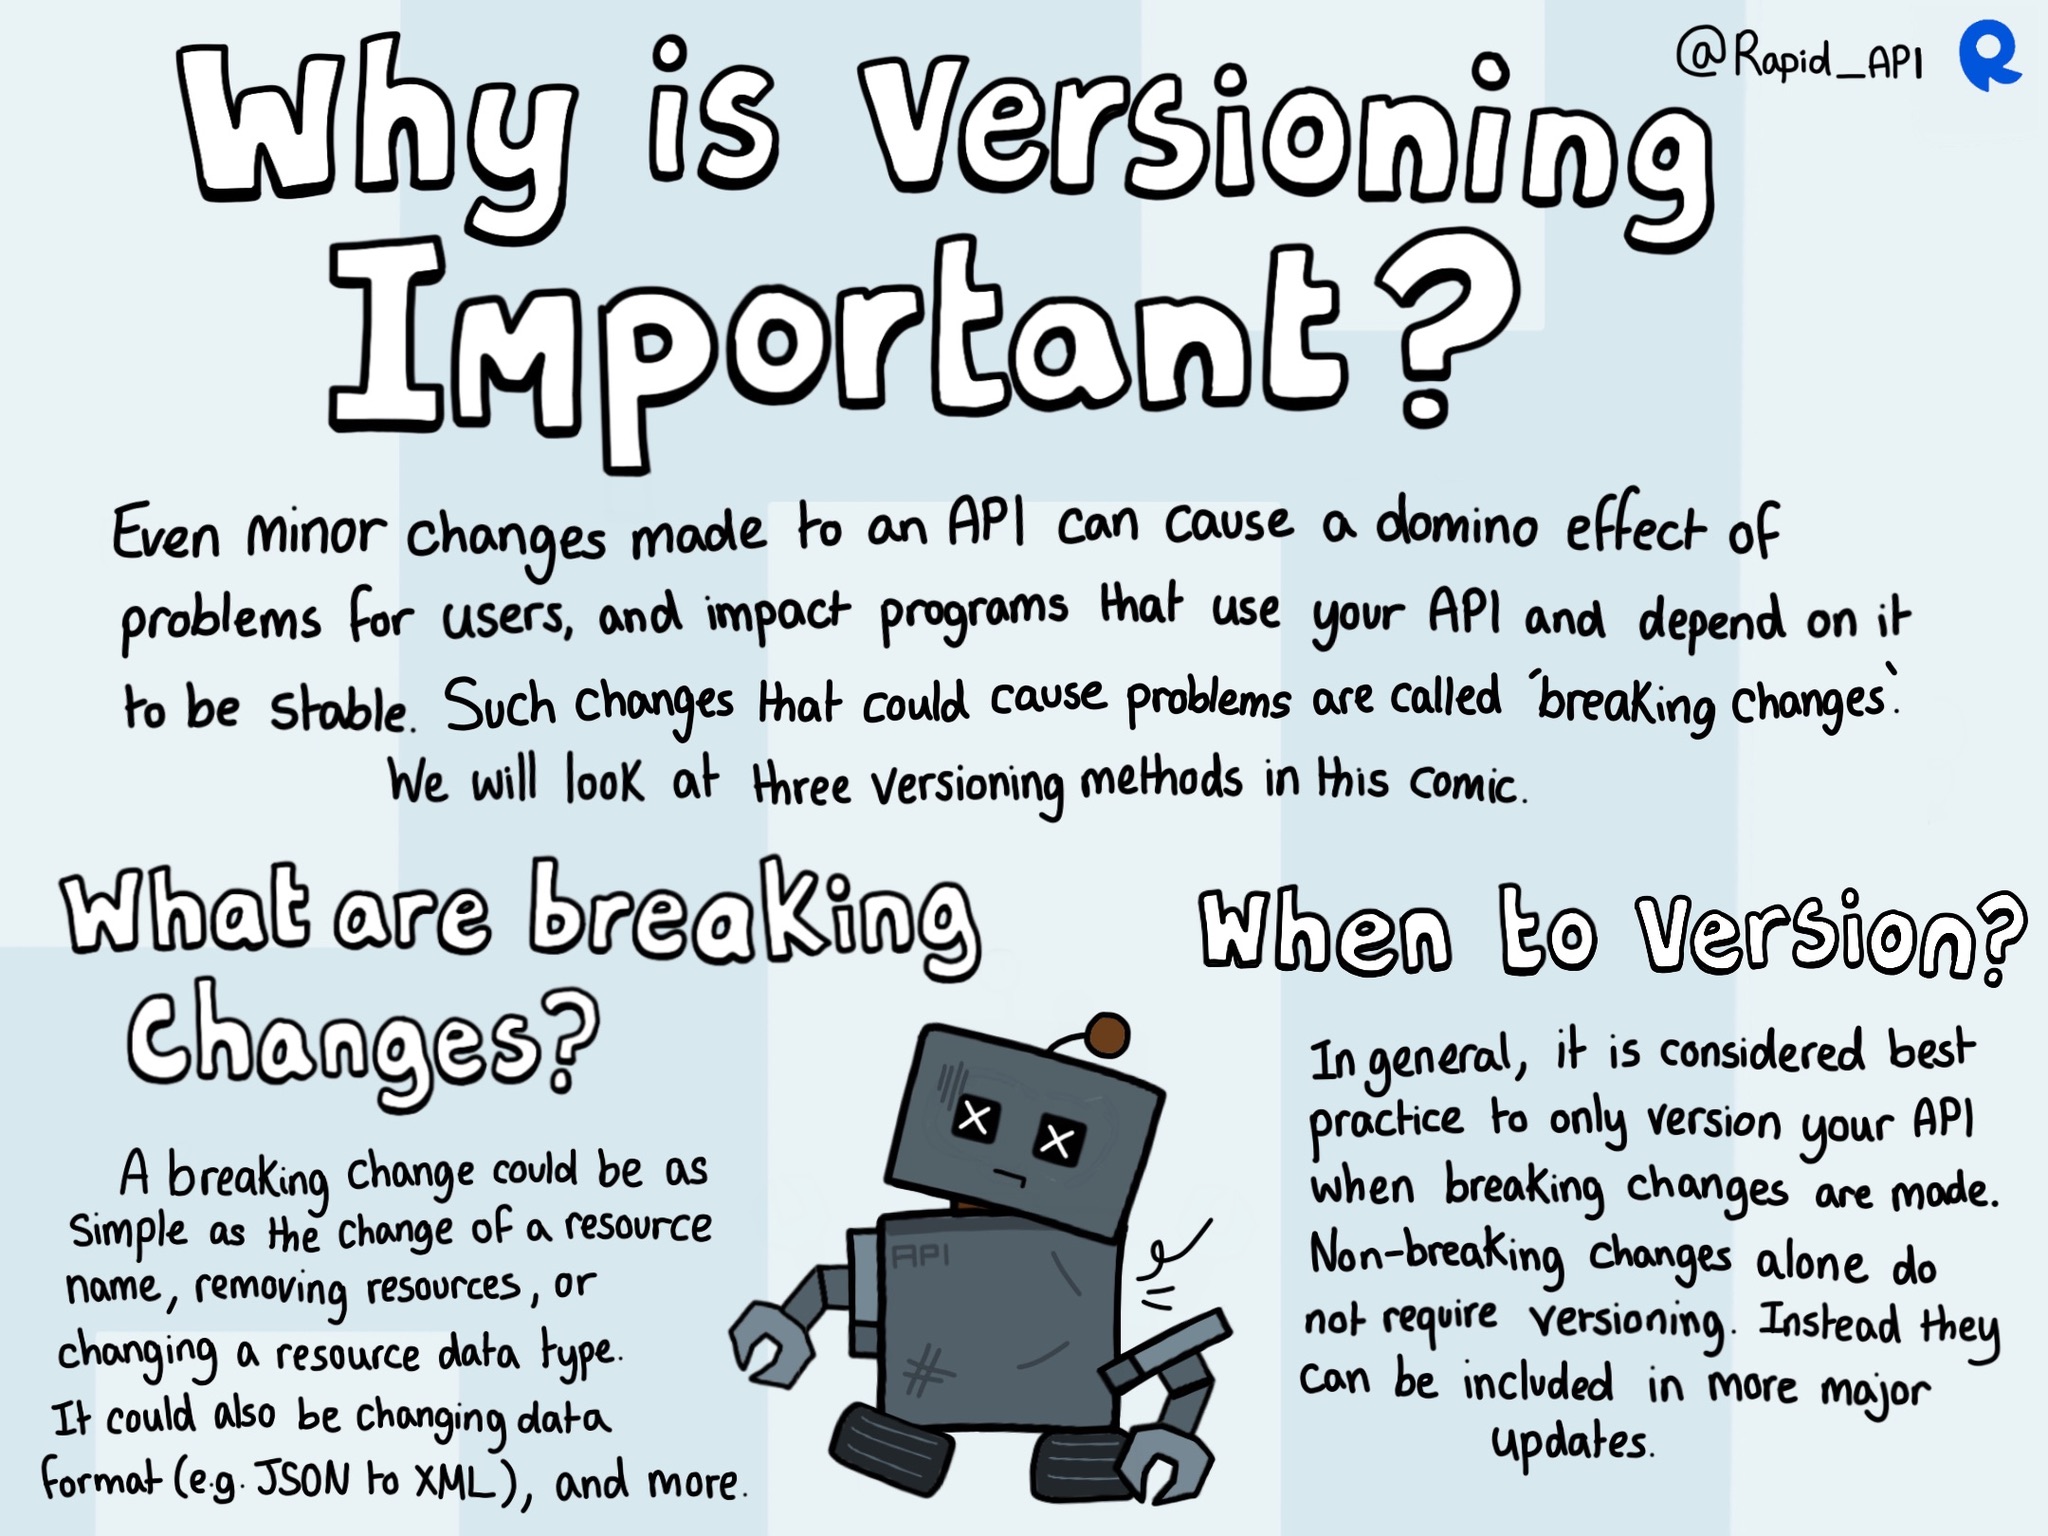 Why is Versioning
Important?
@Rapid_API
Even minor changes made to an API can cause a domino effect of
problems for users, and impact programs that use your API and depend on it
to be stable. Such changes that could cause problems are called 'breaking changes'.
We will look at three versioning methods in this comic.
What are breaking
Changes?
A breaking change could be as
simple as the change of a resource
name, removing resources, or
changing a resource data type.
It could also be changing data
format (e.g. JSON to XML), and more.
API
When to Version?
In general, it is considered best
practice to only version your API
when breaking changes are made.
Non-breaking changes alone do
not require versioning. Instead they
can be included in more major
updates.